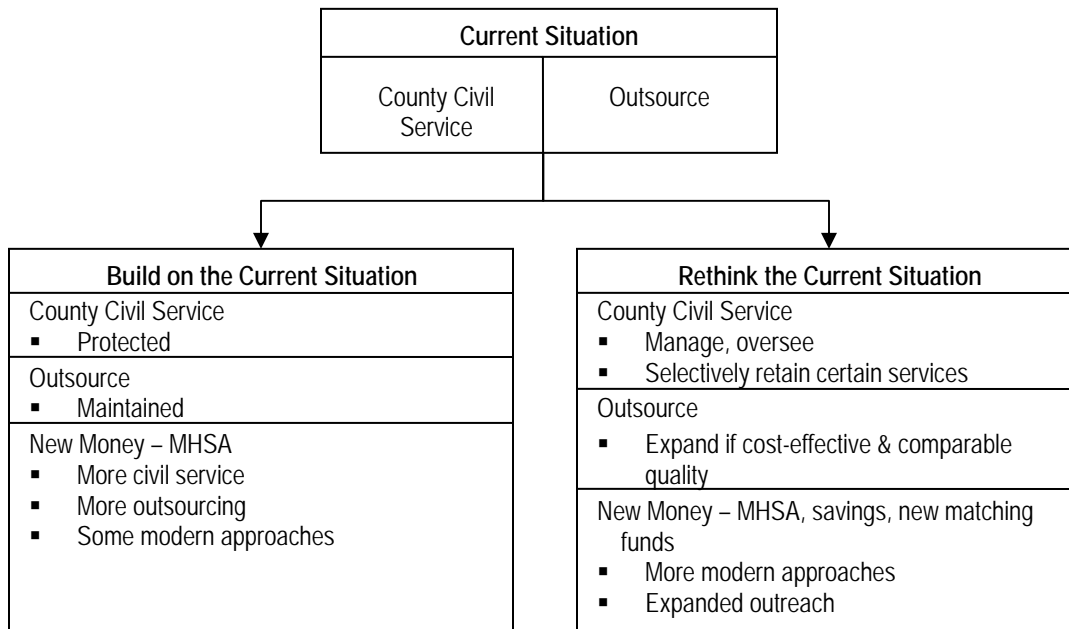 Current Situation
County Civil
Service
Outsource
Build on the Current Situation
County Civil Service
▪ Protected
Outsource
▪ Maintained
New Money – MHSA
▪ More civil service
▪ More outsourcing
▪ Some modern approaches
Rethink the Current Situation
County Civil Service
▪ Manage, oversee
▪ Selectively retain certain services
Outsource
▪ Expand if cost-effective & comparable
quality
New Money – MHSA, savings, new matching
funds
▪ More modern approaches
▪ Expanded outreach